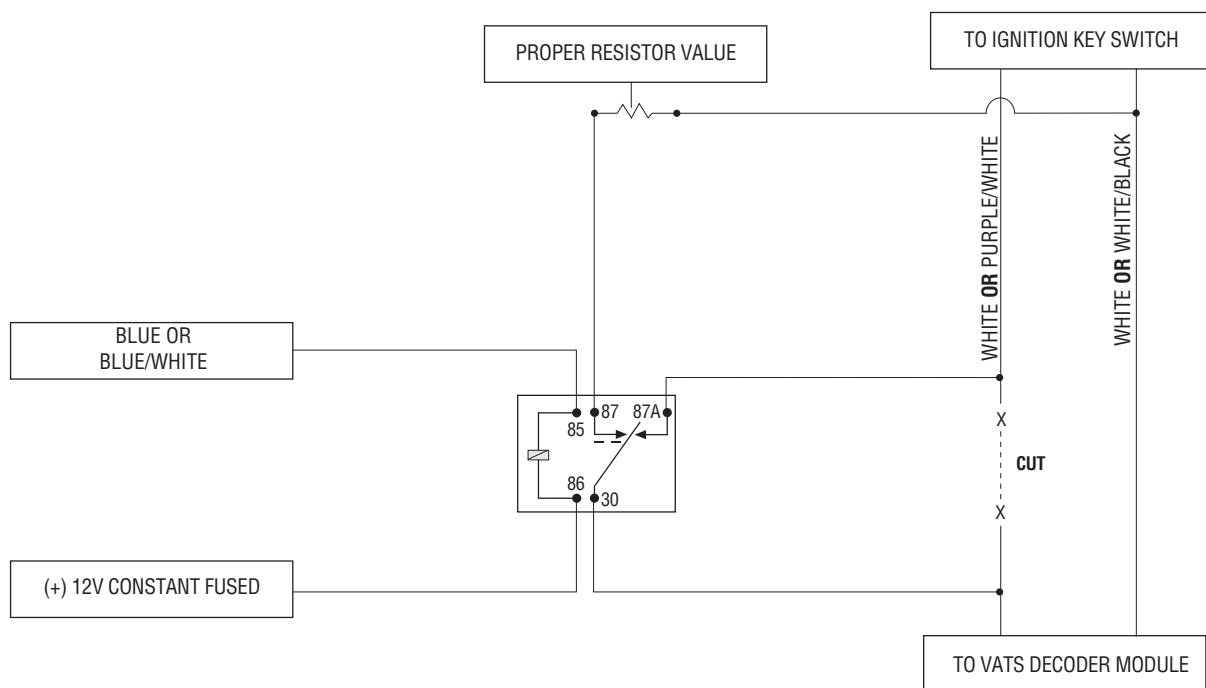 PROPER RESISTOR VALUE
TO IGNITION KEY SWITCH
WHITE OR PURPLE/WHITE
WHITE OR WHITE/BLACK
BLUE OR
BLUE/WHITE
87
87A
85
86
30
X
CUT
X
(+) 12V CONSTANT FUSED
TO VATS DECODER MODULE